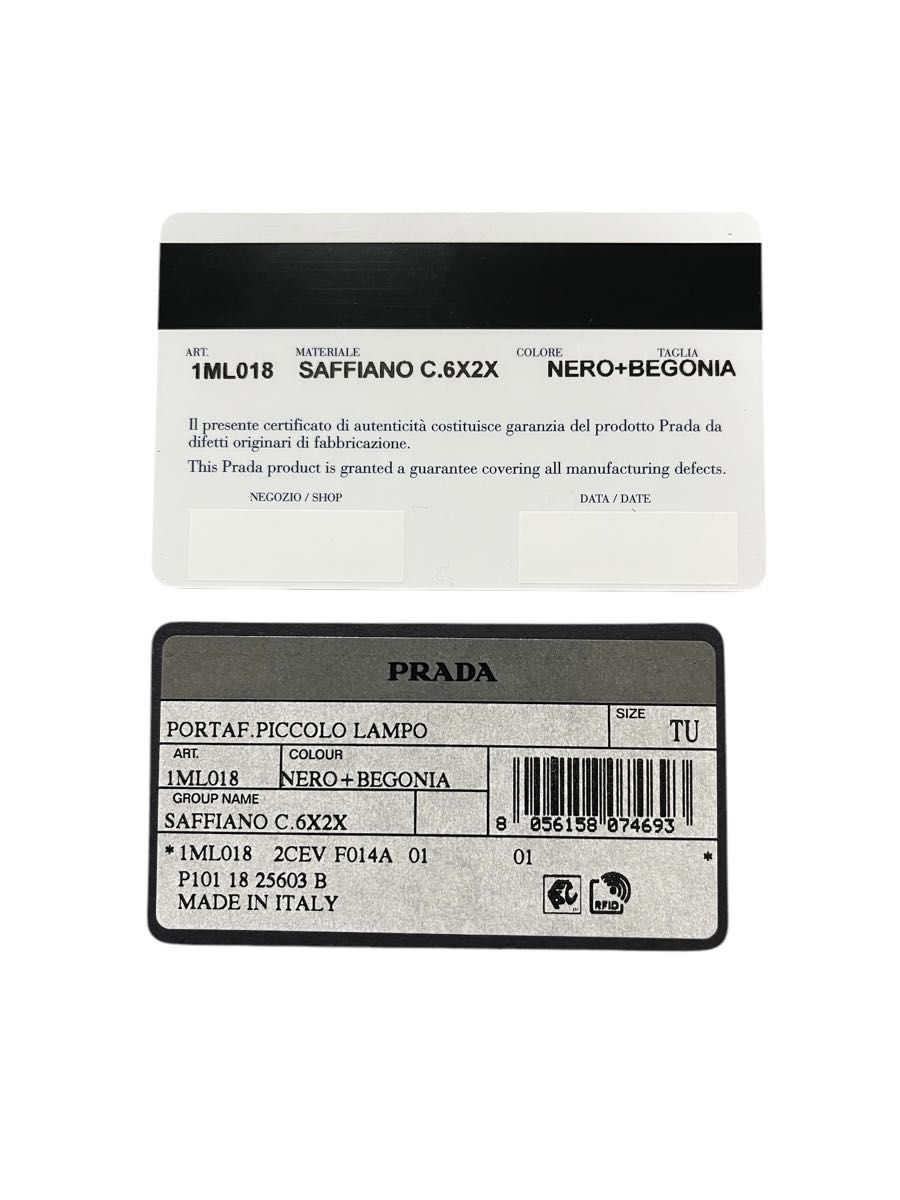 ART. MATERIALE COLORE TAGLIA
1ML018 SAFFIANO C.6X2X NERO+BEGONIA
Il presente certificato di autenticità costituisce garanzia del prodotto Prada da
difetti originari di fabbricazione.
This Prada product is granted a guarantee covering all manufacturing defects.
NEGOZIO / SHOP DATA / DATE
PRADA
PORTAF.PICCOLO LAMPO SIZE TU
ART. COLOUR
1ML018 NERO+BEGONIA
GROUP NAME
SAFFIANO C.6X2X
8 056158 074693
*1ML018 2CEV F014A 01 01 *
P101 18 25603 B
MADE IN ITALY
RFID